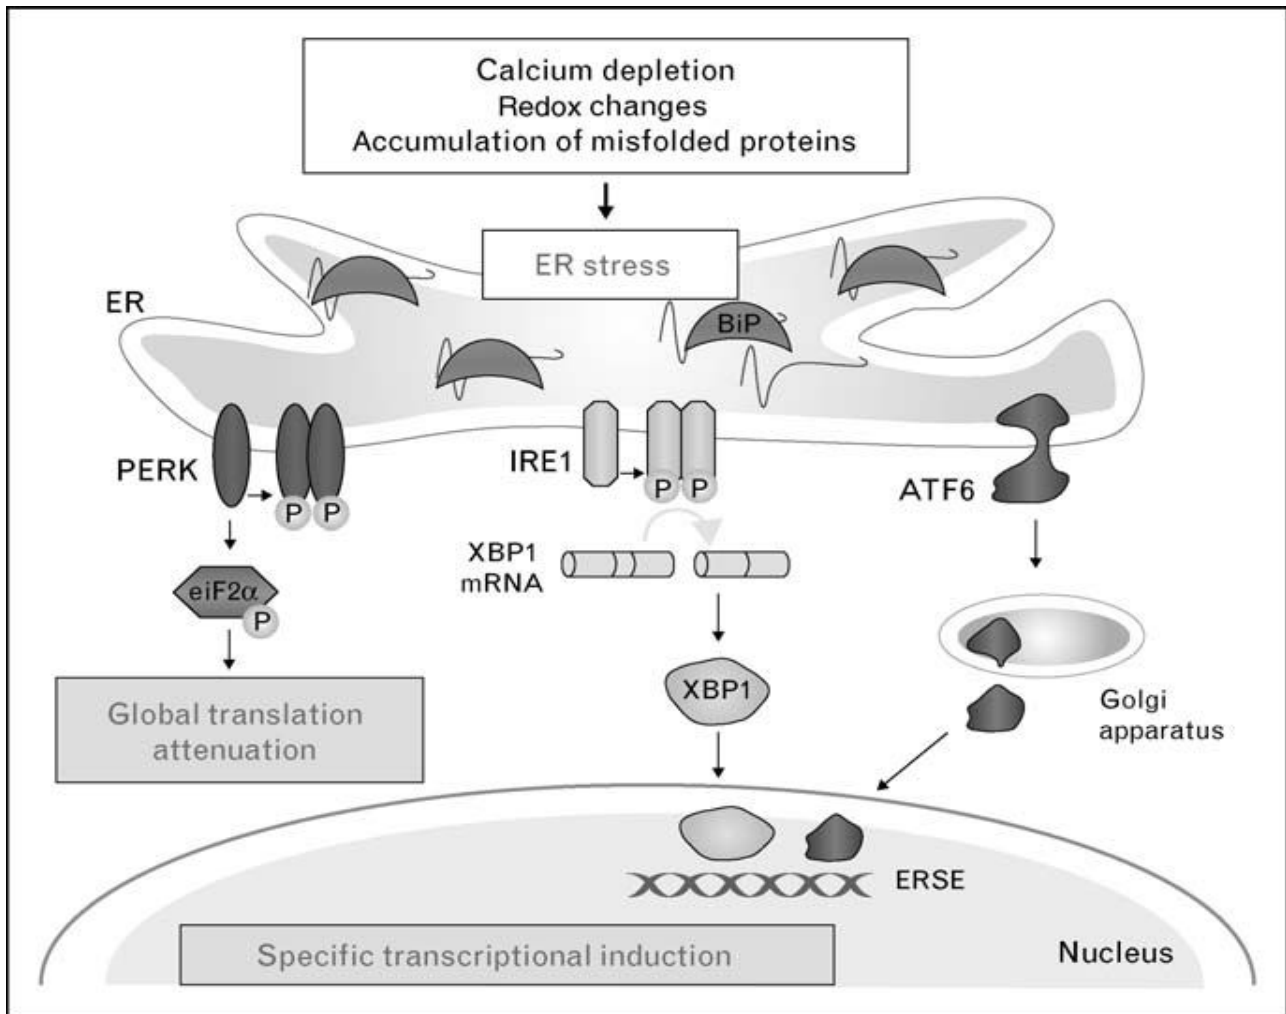 Calcium depletion
Redox changes
Accumulation of misfolded proteins
ER stress
ER
BiP
PERK
P P
IRE1
P P
ATF6
XBP1
mRNA
eiF2α
P
XBP1
Global translation
attenuation
Golgi
apparatus
ERSE
Specific transcriptional induction
Nucleus